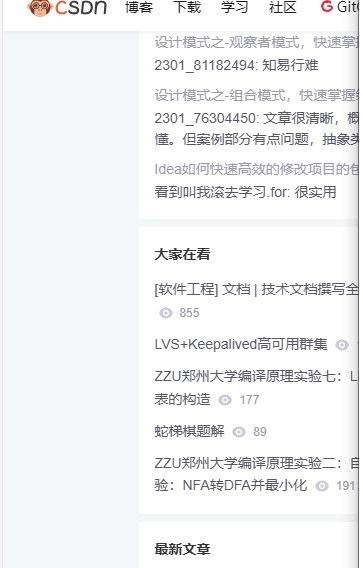 CSDN 博客 下载 学习 社区 Git
设计模式之-观察者模式，快速掌
2301_81182494: 知易行难
设计模式之-组合模式，快速掌握
2301_76304450: 文章很清晰，概
懂。但案例部分有点问题，抽象类
Idea如何快速高效的修改项目的包
看到叫我滚去学习.for: 很实用
大家在看
[软件工程] 文档 | 技术文档撰写全
855
LVS+Keepalived高可用群集
ZZU郑州大学编译原理实验七：L
表的构造 177
蛇梯棋题解 89
ZZU郑州大学编译原理实验二：自
验：NFA转DFA并最小化 191
最新文章